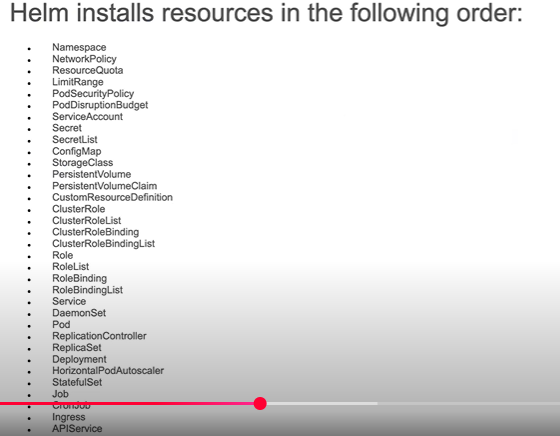 Helm installs resources in the following order:
• Namespace
• NetworkPolicy
• ResourceQuota
• LimitRange
• PodSecurityPolicy
• PodDisruptionBudget
• ServiceAccount
• Secret
• SecretList
• ConfigMap
• StorageClass
• PersistentVolume
• PersistentVolumeClaim
• CustomResourceDefinition
• ClusterRole
• ClusterRoleList
• ClusterRoleBinding
• ClusterRoleBindingList
• Role
• RoleList
• RoleBinding
• RoleBindingList
• Service
• DaemonSet
• Pod
• ReplicationController
• ReplicaSet
• Deployment
• HorizontalPodAutoscaler
• StatefulSet
• Job
• CronJob
• Ingress
• APIService